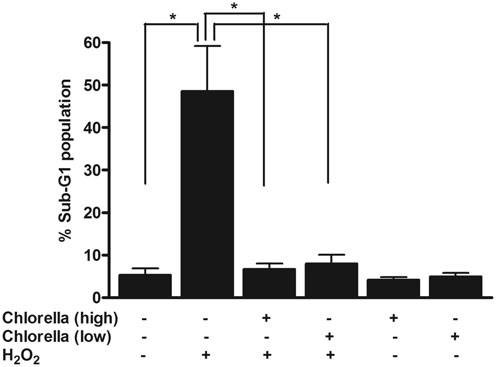 *
* *
60
50
40
30
20
10
0
% Sub-G1 population
Chlorella (high) - - + - + -
Chlorella (low) - - - + - +
H₂O₂ - + + + - -